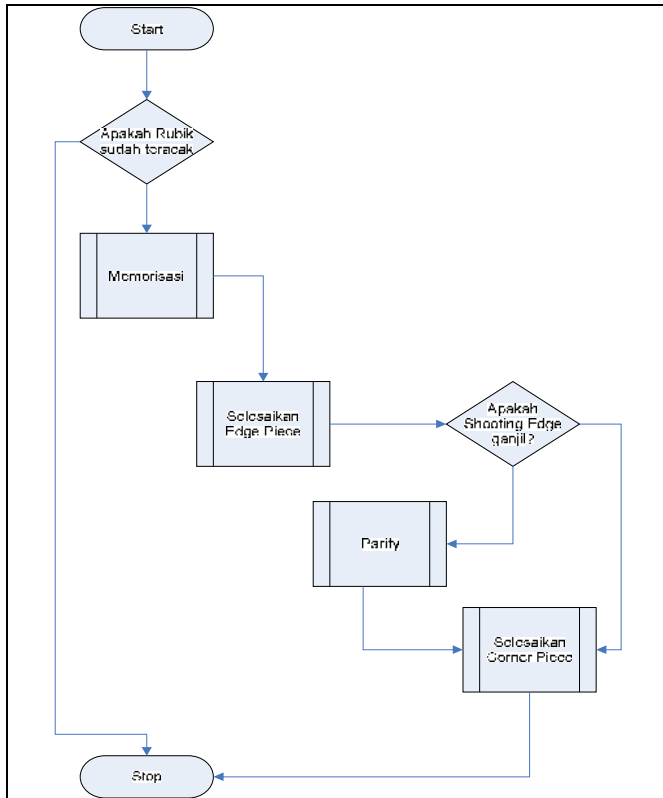 Start
Apakah Rubik
sudah teracak
Memorisasi
Selesaikan
Edge Piece
Apakah
Shooting Edge
ganjil?
Parity
Selesaikan
Corner Piece
Stop